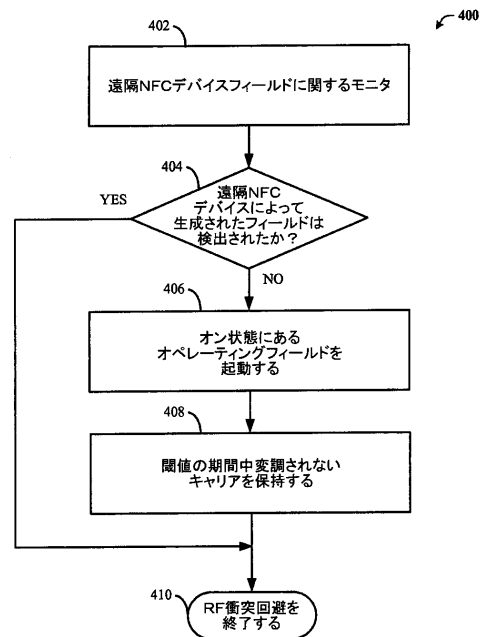 400
402
遠隔NFCデバイスフィールドに関するモニタ
404
遠隔NFC
デバイスによって
生成されたフィールドは
検出されたか？
YES
NO
406
オン状態にある
オペレーティングフィールドを
起動する
408
閾値の期間中変調されない
キャリアを保持する
410
RF衝突回避を
終了する